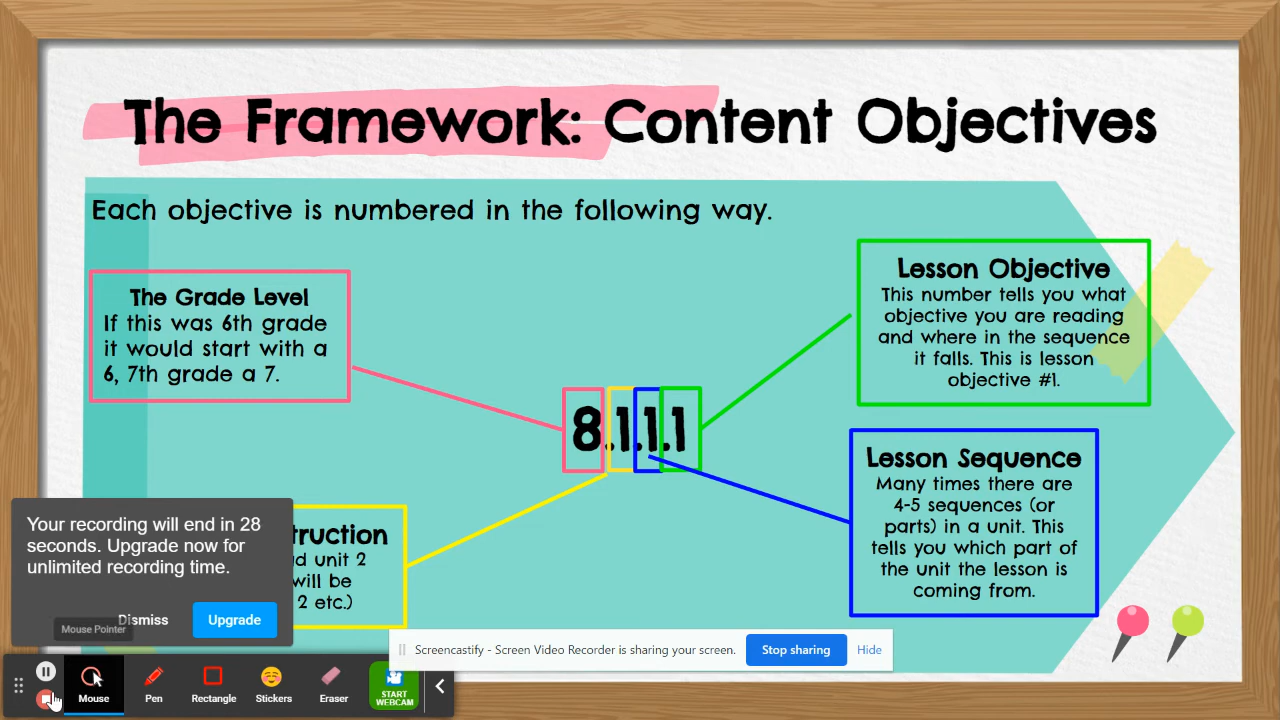 The Framework: Content Objectives
Each objective is numbered in the following way.
The Grade Level
If this was 6th grade
it would start with a
6, 7th grade a 7.
8.1.1.1
Lesson Objective
This number tells you what
objective you are reading
and where in the sequence
it falls. This is lesson
objective #1.
Lesson Sequence
Many times there are
4-5 sequences (or
parts) in a unit. This
tells you which part of
the unit the lesson is
coming from.
unit 2
will be
2 etc.)
Your recording will end in 28
seconds. Upgrade now for
unlimited recording time.
Dismiss
Upgrade
Mouse Pointer
Screencastify - Screen Video Recorder is sharing your screen.
Stop sharing
Hide
Mouse
Pen
Rectangle
Stickers
Eraser
START
WEBCAM